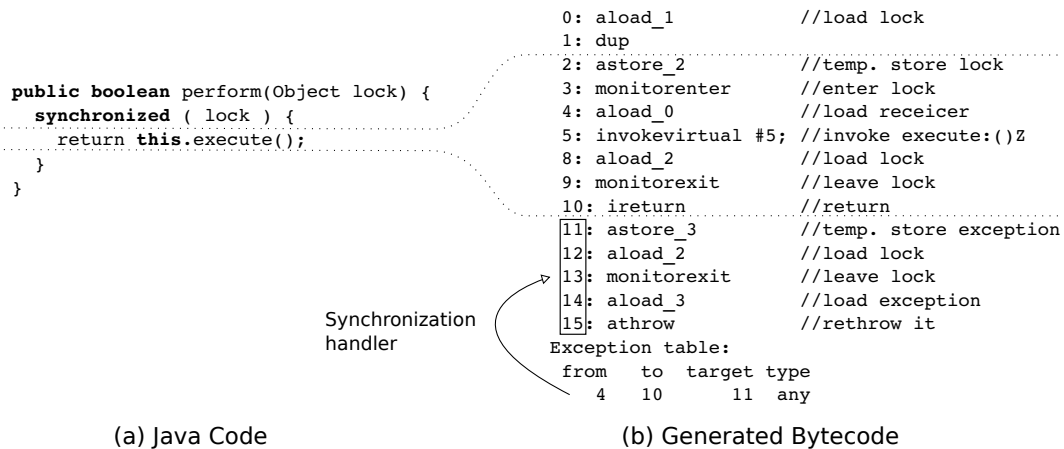 public boolean perform(Object lock) {
synchronized ( lock ) {
return this.execute();
}
}
(a) Java Code
0: aload_1 //load lock
1: dup
2: astore_2 //temp. store lock
3: monitorenter //enter lock
4: aload_0 //load receicer
5: invokevirtual #5; //invoke execute:()Z
8: aload_2 //load lock
9: monitorexit //leave lock
10: ireturn //return
11: astore_3 //temp. store exception
12: aload_2 //load lock
13: monitorexit //leave lock
14: aload_3 //load exception
15: athrow //rethrow it
Exception table:
from to target type
4 10 11 any
Synchronization
handler
(b) Generated Bytecode